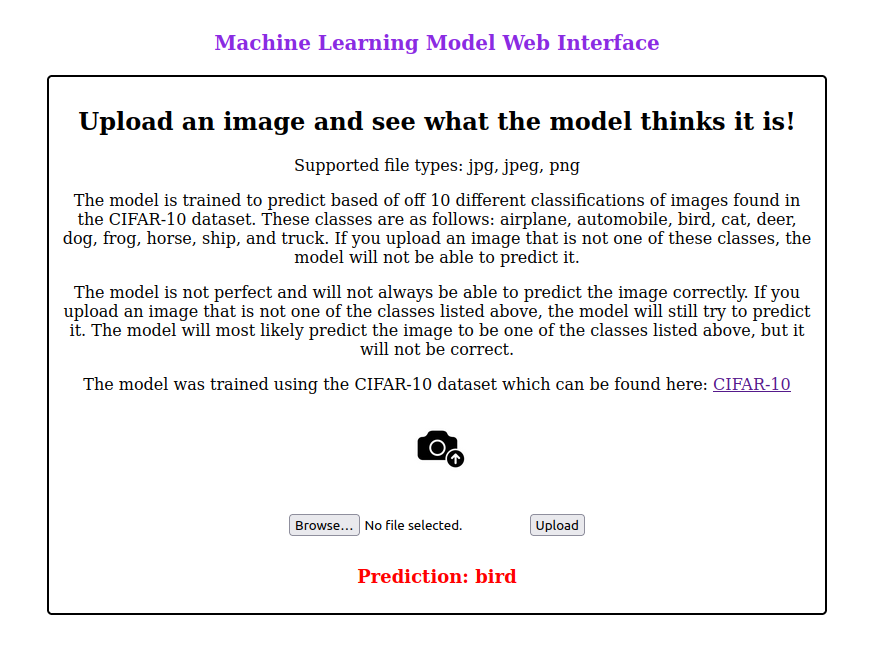 Machine Learning Model Web Interface
Upload an image and see what the model thinks it is!
Supported file types: jpg, jpeg, png
The model is trained to predict based of off 10 different classifications of images found in
the CIFAR-10 dataset. These classes are as follows: airplane, automobile, bird, cat, deer,
dog, frog, horse, ship, and truck. If you upload an image that is not one of these classes, the
model will not be able to predict it.
The model is not perfect and will not always be able to predict the image correctly. If you
upload an image that is not one of the classes listed above, the model will still try to predict
it. The model will most likely predict the image to be one of the classes listed above, but it
will not be correct.
The model was trained using the CIFAR-10 dataset which can be found here: CIFAR-10
Browse... No file selected. Upload
Prediction: bird